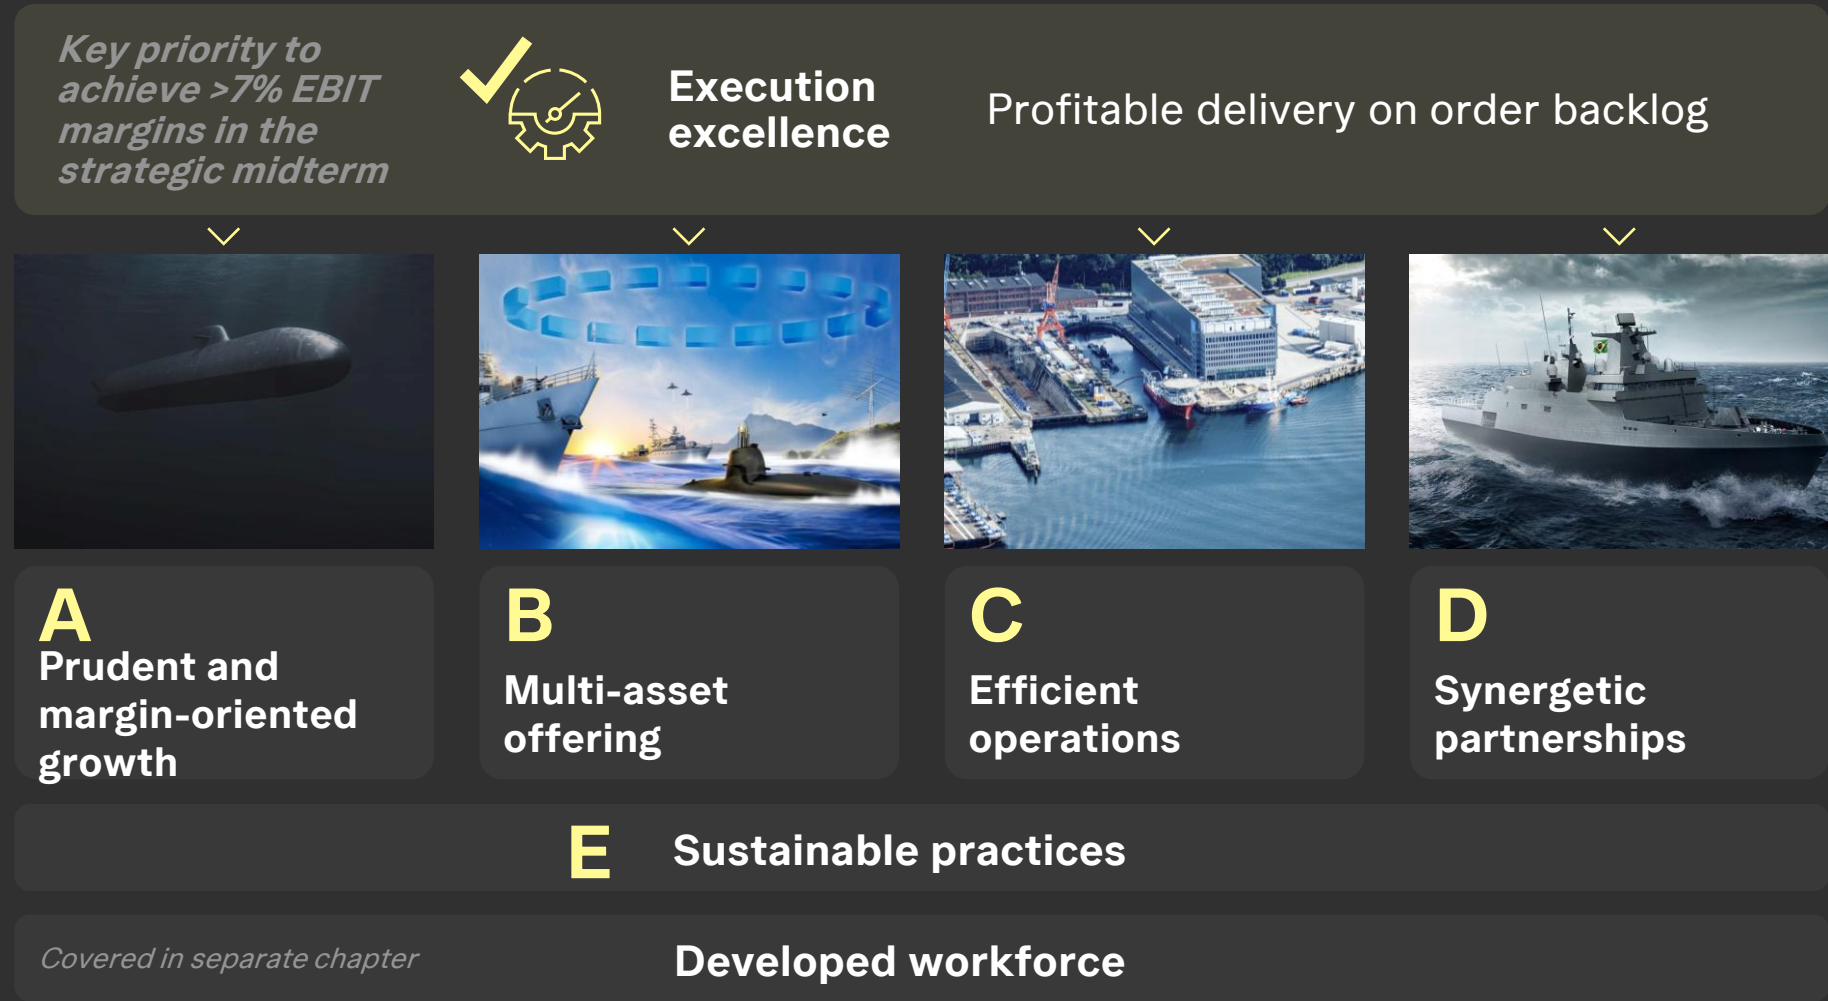 Key priority to
achieve >7% EBIT
margins in the
strategic midterm
Execution
excellence
Profitable delivery on order backlog
A
Prudent and
margin-oriented
growth
B
Multi-asset
offering
C
Efficient
operations
D
Synergetic
partnerships
E
Sustainable practices
Covered in separate chapter
Developed workforce